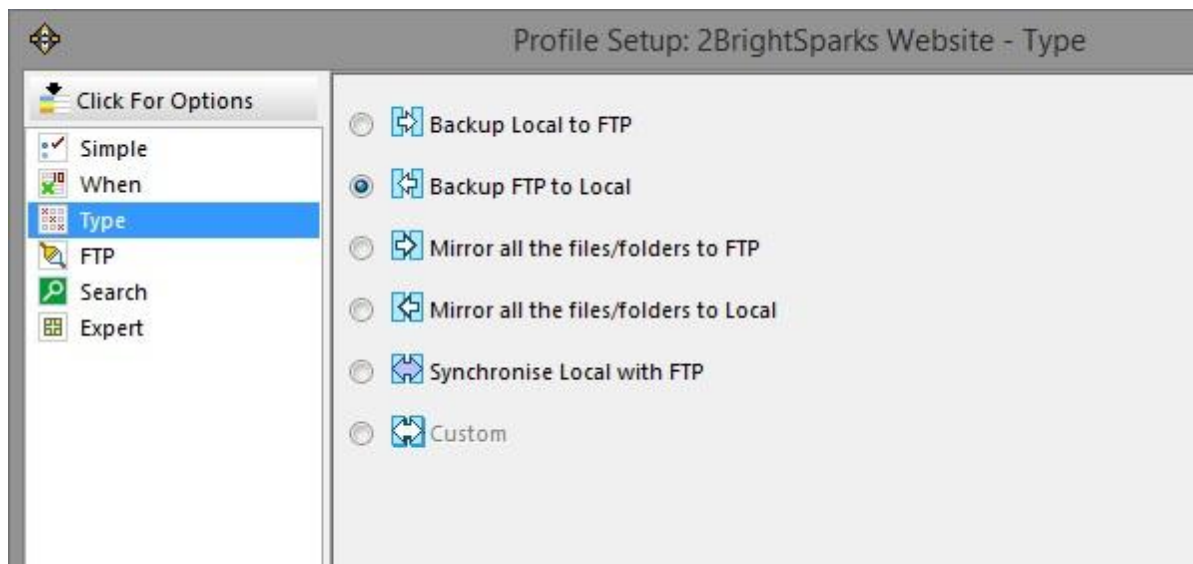 Profile Setup: 2BrightSparks Website - Type
Click For Options
Simple
When
Type
FTP
Search
Expert
Backup Local to FTP
Backup FTP to Local
Mirror all the files/folders to FTP
Mirror all the files/folders to Local
Synchronise Local with FTP
Custom